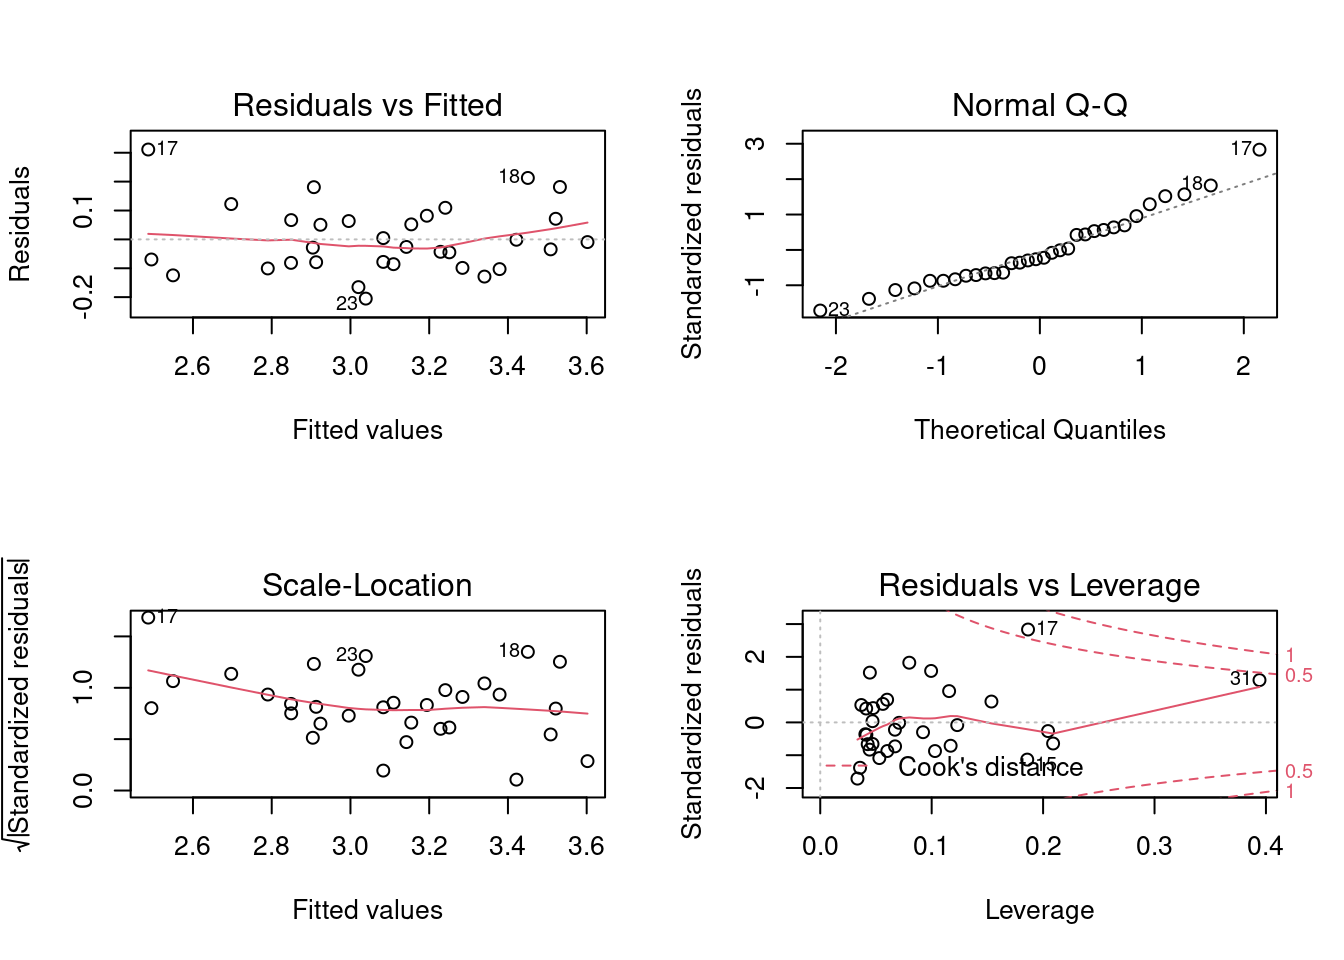 Residuals vs Fitted
Residuals
-0.2
0.1
17
18
23
2.6 2.8 3.0 3.2 3.4 3.6
Fitted values
Normal Q-Q
Standardized residuals
-1
1
3
17
18
23
-2 -1 0 1 2
Theoretical Quantiles
Scale-Location
√|Standardized residuals|
0.0
1.0
17
23
18
2.6 2.8 3.0 3.2 3.4 3.6
Fitted values
Residuals vs Leverage
Standardized residuals
-2
0
2
17
31
15
Cook's distance
1
0.5
0.5
1
0.0 0.1 0.2 0.3 0.4
Leverage